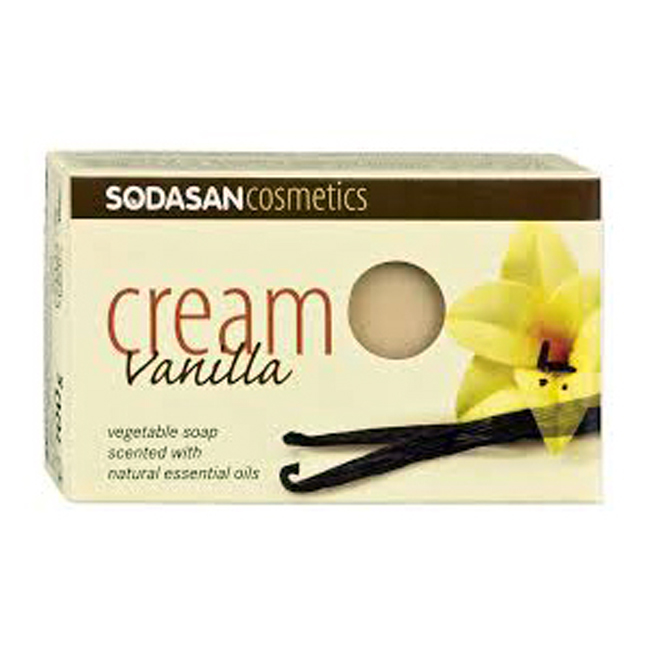 SODASANcosmetics
cream
Vanilla
vegetable soap
scented with
natural essential oils